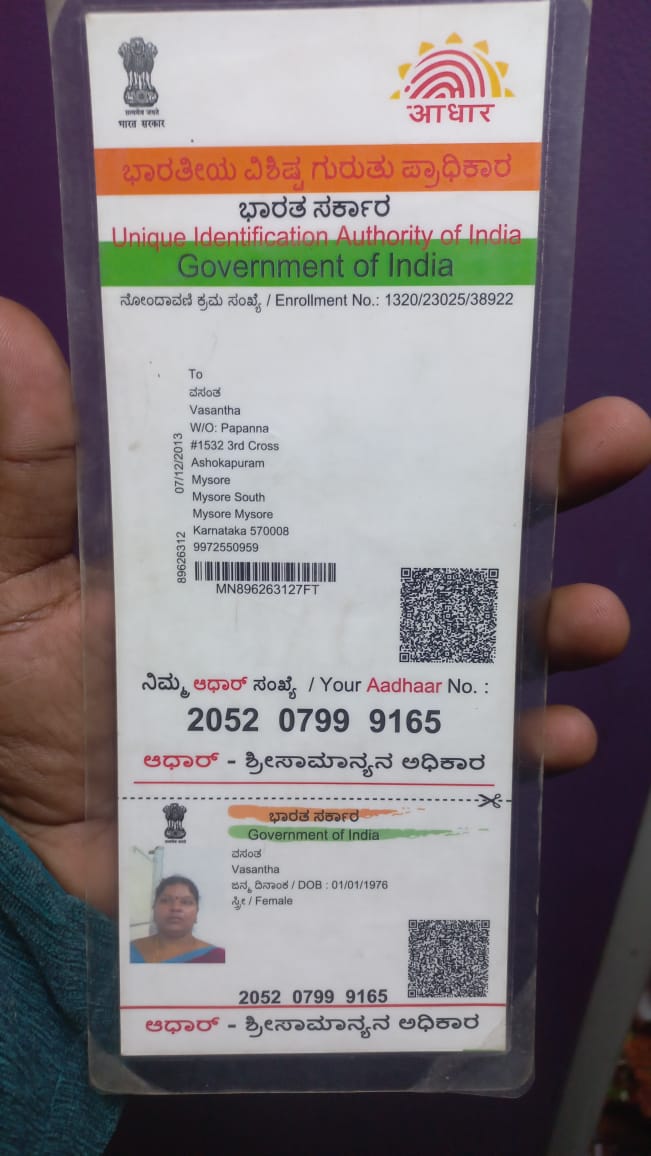 सत्यमेव जयते
भारत सरकार
आधार
ಭಾರತೀಯ ವಿಶಿಷ್ಟ ಗುರುತು ಪ್ರಾಧಿಕಾರ
ಭಾರತ ಸರ್ಕಾರ
Unique Identification Authority of India
Government of India
ನೋಂದಾವಣಿ ಕ್ರಮ ಸಂಖ್ಯೆ / Enrollment No.: 1320/23025/38922
To
ವಸಂತ
Vasantha
W/O: Papanna
#1532 3rd Cross
Ashokapuram
Mysore
Mysore South
Mysore Mysore
Karnataka 570008
9972550959
07/12/2013
89626312
MN896263127FT
ನಿಮ್ಮ ಆಧಾರ್ ಸಂಖ್ಯೆ / Your Aadhaar No. :
2052 0799 9165
ಆಧಾರ್ - ಶ್ರೀಸಾಮಾನ್ಯನ ಅಧಿಕಾರ
ಭಾರತ ಸರ್ಕಾರ
Government of India
ವಸಂತ
Vasantha
ಜನ್ಮ ದಿನಾಂಕ / DOB : 01/01/1976
ಸ್ತ್ರೀ / Female
2052 0799 9165
ಆಧಾರ್ - ಶ್ರೀಸಾಮಾನ್ಯನ ಅಧಿಕಾರ